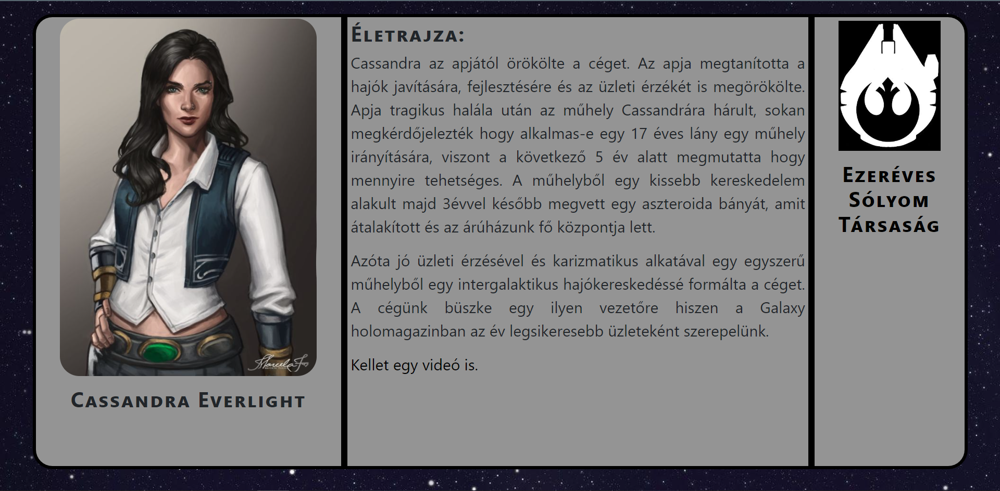 Marcela F
Cassandra Everlight
Életrajza:
Cassandra az apjától örökölte a céget. Az apja megtanította a
hajók javítására, fejlesztésére és az üzleti érzékét is megörökölte.
Apja tragikus halála után az műhely Cassandrára hárult, sokan
megkérdőjelezték hogy alkalmas-e egy 17 éves lány egy műhely
irányítására, viszont a következő 5 év alatt megmutatta hogy
mennyire tehetséges. A műhelyből egy kissebb kereskedelem
alakult majd 3évvel később megvett egy aszteroida bányát, amit
átalakított és az árúházunk fő központja lett.
Azóta jó üzleti érzésével és karizmatikus alkatával egy egyszerű
műhelyből egy intergalaktikus hajókereskedéssé formálta a céget.
A cégünk büszke egy ilyen vezetőre hiszen a Galaxy
holomagazinban az év legsikeresebb üzleteként szerepelünk.
Kellet egy videó is.
Ezeréves
Sólyom
Társaság